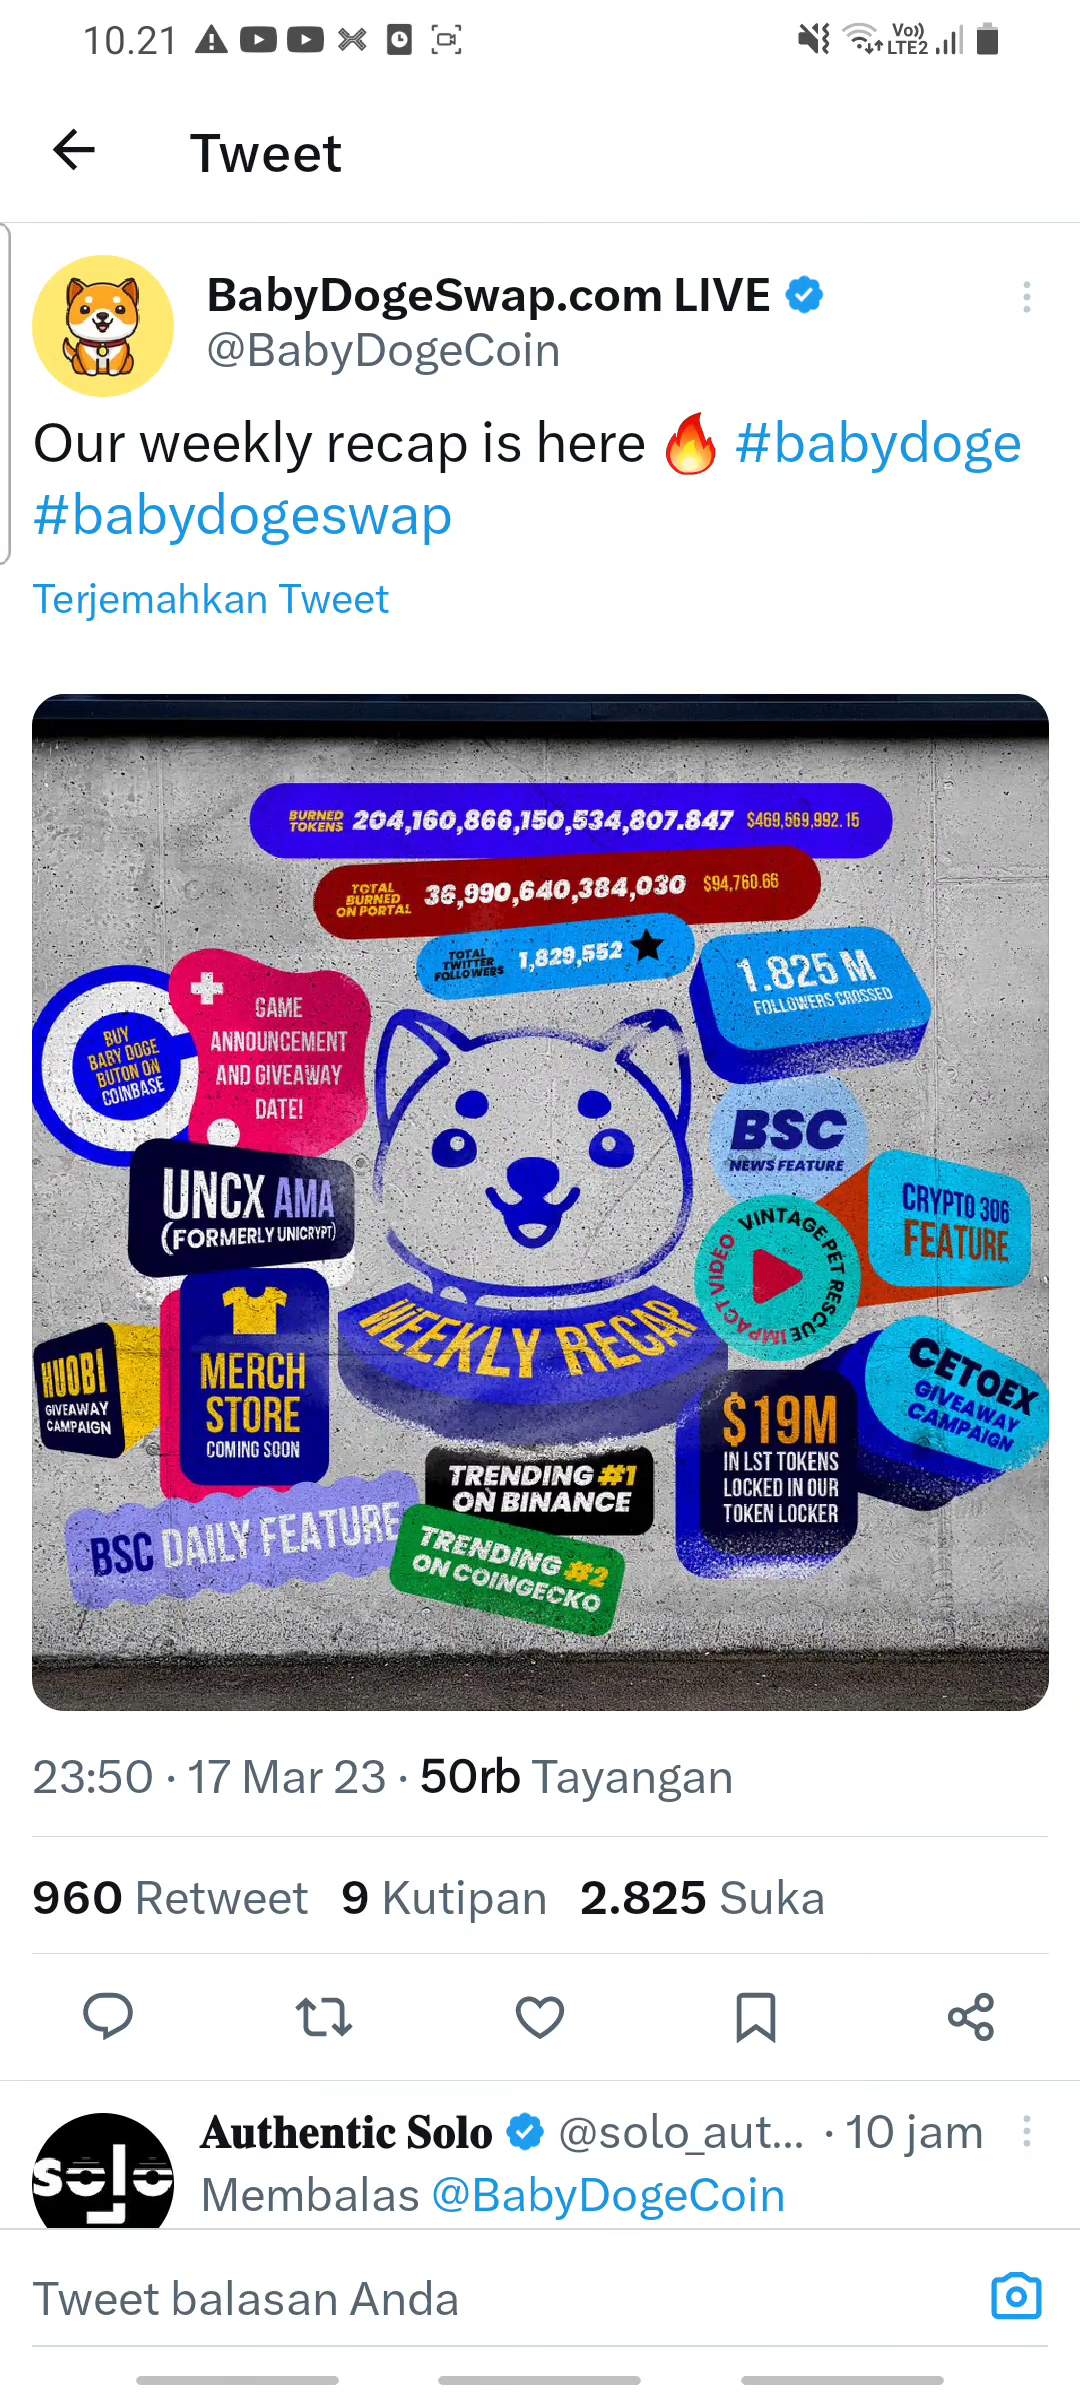 10.21
Vo))
LTE2
Tweet
BabyDogeSwap.com LIVE
@BabyDogeCoin
Our weekly recap is here 🔥 #babydoge
#babydogeswap
Terjemahkan Tweet
BURNED
TOKENS
204,160,866,150,534,807.847
$469,569,992.15
TOTAL
BURNED
ON PORTAL
36,990,640,384,030
$94,760.66
TOTAL
TWITTER
FOLLOWERS
1,829,552
1.825 M
FOLLOWERS CROSSED
BUY
BABY DOGE
BUTON ON
COINBASE
GAME
ANNOUNCEMENT
AND GIVEAWAY
DATE!
BSC
NEWS FEATURE
UNCX AMA
(FORMERLY UNICRYPT)
CRYPTO 306
FEATURE
VINTAGE PET RESCUE IMPACT VIDEO
WEEKLY RECAP
HUOBI
GIVEAWAY
CAMPAIGN
MERCH
STORE
COMING SOON
CETOEX
GIVEAWAY
CAMPAIGN
$19M
IN LST TOKENS
LOCKED IN OUR
TOKEN LOCKER
TRENDING #1
ON BINANCE
BSC DAILY FEATURE
TRENDING #2
ON COINGECKO
23:50 · 17 Mar 23 · 50rb Tayangan
960 Retweet 9 Kutipan 2.825 Suka
Authentic Solo @solo_aut... · 10 jam
solo
Membalas @BabyDogeCoin
Tweet balasan Anda